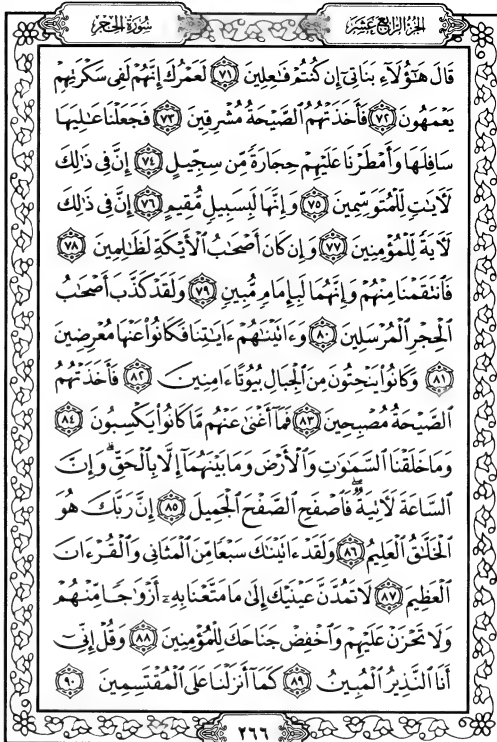 الجزء الرابع عشر
سورة الحجر
قَالَ هَٰٓؤُلَآءِ بَنَاتِىٓ إِن كُنتُمْ فَٰعِلِينَ ٧١ لَعَمْرُكَ إِنَّهُمْ لَفِى سَكْرَتِهِمْ
يَعْمَهُونَ ٧٢ فَأَخَذَتْهُمُ ٱلصَّيْحَةُ مُشْرِقِينَ ٧٣ فَجَعَلْنَا عَٰلِيَهَا
سَافِلَهَا وَأَمْطَرْنَا عَلَيْهِمْ حِجَارَةً مِّن سِجِّيلٍ ٧٤ إِنَّ فِى ذَٰلِكَ
لَأَيَٰتٍ لِّلْمُتَوَسِّمِينَ ٧٥ وَإِنَّهَا لَبِسَبِيلٍ مُّقِيمٍ ٧٦ إِنَّ فِى ذَٰلِكَ
لَأَيَةً لِّلْمُؤْمِنِينَ ٧٧ وَإِن كَانَ أَصْحَٰبُ ٱلْأَيْكَةِ لَظَٰلِمِينَ ٧٨
فَٱنتَقَمْنَا مِنْهُمْ وَإِنَّهُمَا لَبِإِمَامٍ مُّبِينٍ ٧٩ وَلَقَدْ كَذَّبَ أَصْحَٰبُ
ٱلْحِجْرِ ٱلْمُرْسَلِينَ ٨٠ وَءَاتَيْنَٰهُمْ ءَايَٰتِنَا فَكَانُوا۟ عَنْهَا مُعْرِضِينَ
٨١ وَكَانُوا۟ يَنْحِتُونَ مِنَ ٱلْجِبَالِ بُيُوتًا ءَامِنِينَ ٨٢ فَأَخَذَتْهُمُ
ٱلصَّيْحَةُ مُصْبِحِينَ ٨٣ فَمَآ أَغْنَىٰ عَنْهُم مَّا كَانُوا۟ يَكْسِبُونَ ٨٤
وَمَا خَلَقْنَا ٱلسَّمَٰوَٰتِ وَٱلْأَرْضَ وَمَا بَيْنَهُمَآ إِلَّا بِٱلْحَقِّ ۗ وَإِنَّ
ٱلسَّاعَةَ لَأَتِيَةٌ ۖ فَٱصْفَحِ ٱلصَّفْحَ ٱلْجَمِيلَ ٨٥ إِنَّ رَبَّكَ هُوَ
ٱلْخَلَّٰقُ ٱلْعَلِيمُ ٨٦ وَلَقَدْ ءَاتَيْنَٰكَ سَبْعًا مِّنَ ٱلْمَثَانِى وَٱلْقُرْءَانَ
ٱلْعَظِيمَ ٨٧ لَا تَمُدَّنَّ عَيْنَيْكَ إِلَىٰ مَا مَتَّعْنَا بِهِۦٓ أَزْوَٰجًا مِّنْهُمْ
وَلَا تَحْزَنْ عَلَيْهِمْ وَٱخْفِضْ جَنَاحَكَ لِلْمُؤْمِنِينَ ٨٨ وَقُلْ إِنِّىٓ
أَنَا ٱلنَّذِيرُ ٱلْمُبِينُ ٨٩ كَمَآ أَنزَلْنَا عَلَى ٱلْمُقْتَسِمِينَ ٩٠
٢٦٦